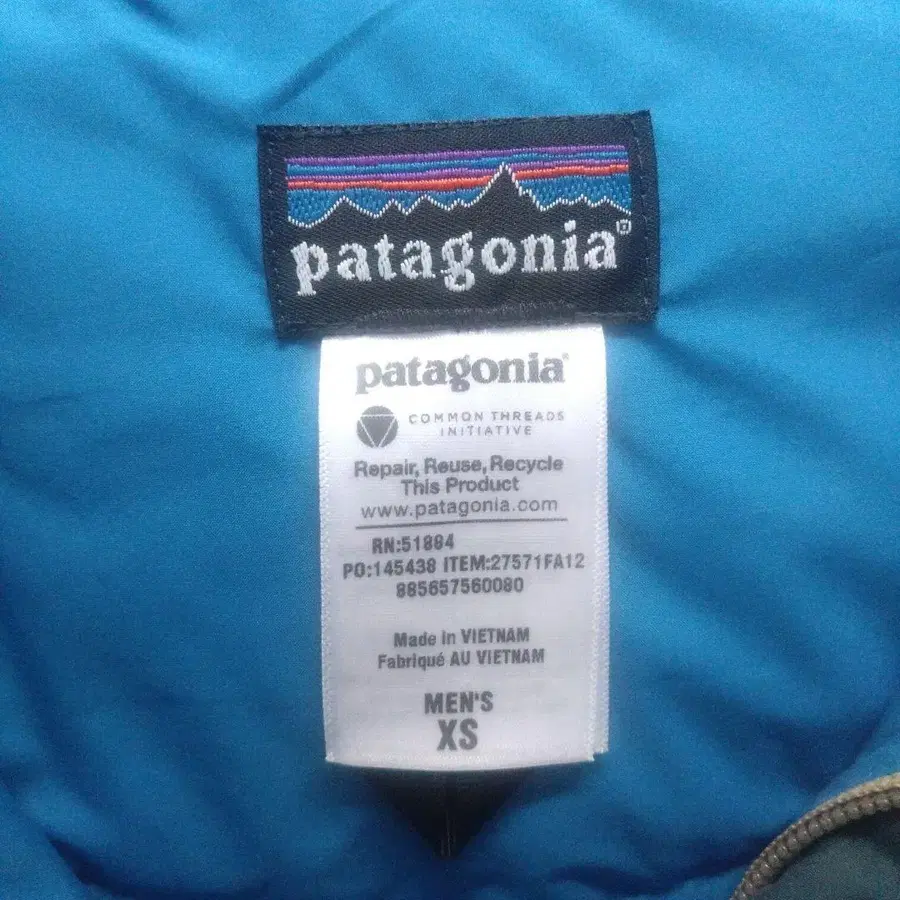 patagonia®
patagonia®
COMMON THREADS
INITIATIVE
Repair, Reuse, Recycle
This Product
www.patagonia.com
RN:51884
PO:145438 ITEM:27571FA12
885657560080
Made in VIETNAM
Fabriqué AU VIETNAM
MEN'S
XS